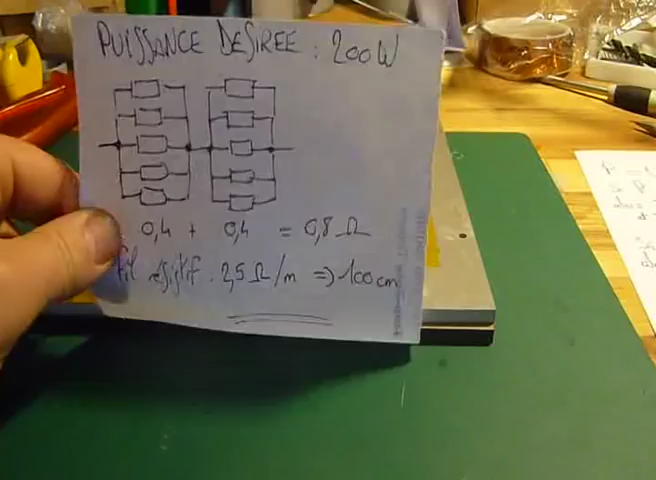 PUISSANCE DESIREE : 200W
0,4 + 0,4 = 0,8 Ω
fil résistif : 2,5 Ω/m => 100 cm